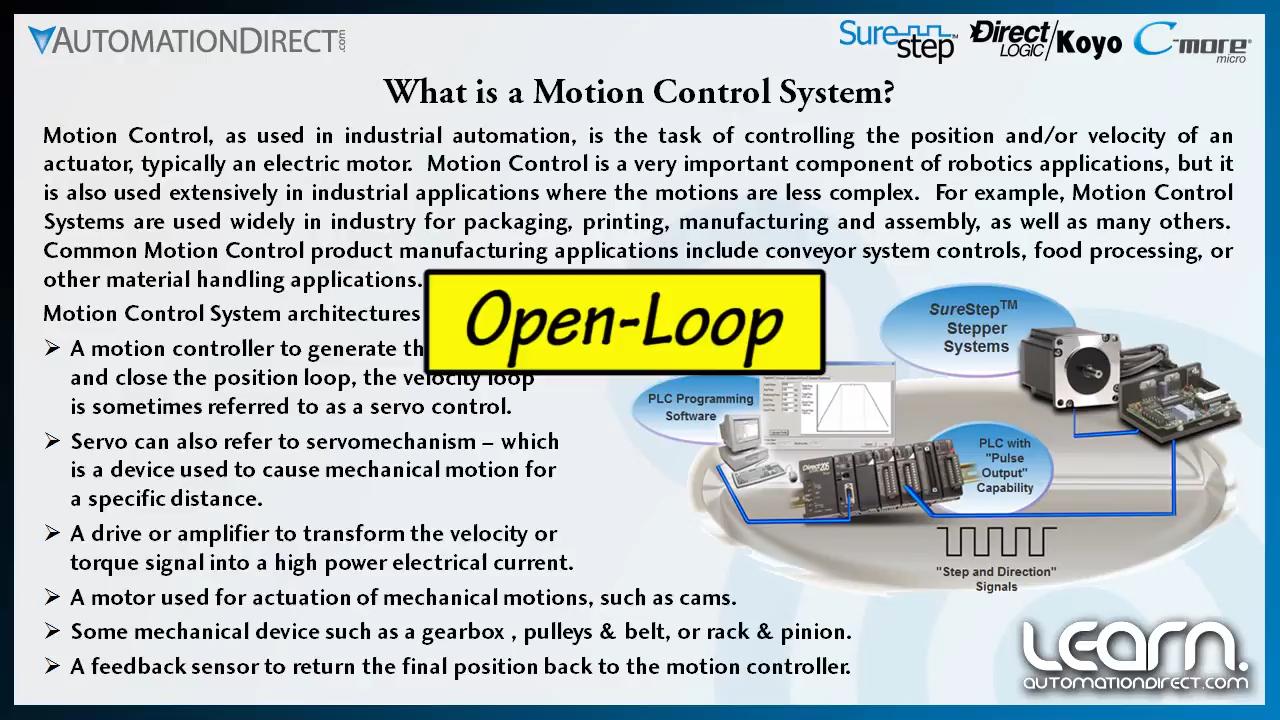 AUTOMATIONDIRECT.com
Surestep™
DirectLOGIC/Koyo
C-more micro
What is a Motion Control System?
Motion Control, as used in industrial automation, is the task of controlling the position and/or velocity of an
actuator, typically an electric motor. Motion Control is a very important component of robotics applications, but it
is also used extensively in industrial applications where the motions are less complex. For example, Motion Control
Systems are used widely in industry for packaging, printing, manufacturing and assembly, as well as many others.
Common Motion Control product manufacturing applications include conveyor system controls, food processing, or
other material handling applications.
Open-Loop
Motion Control System architectures
➢ A motion controller to generate th
and close the position loop, the velocity loop
is sometimes referred to as a servo control.
➢ Servo can also refer to servomechanism – which
is a device used to cause mechanical motion for
a specific distance.
➢ A drive or amplifier to transform the velocity or
torque signal into a high power electrical current.
➢ A motor used for actuation of mechanical motions, such as cams.
➢ Some mechanical device such as a gearbox , pulleys & belt, or rack & pinion.
➢ A feedback sensor to return the final position back to the motion controller.
SureStep™
Stepper
Systems
PLC Programming
Software
PLC with
"Pulse
Output"
Capability
Direct205
"Step and Direction"
Signals
LEARN.
AUTOMATIONDIRECT.COM